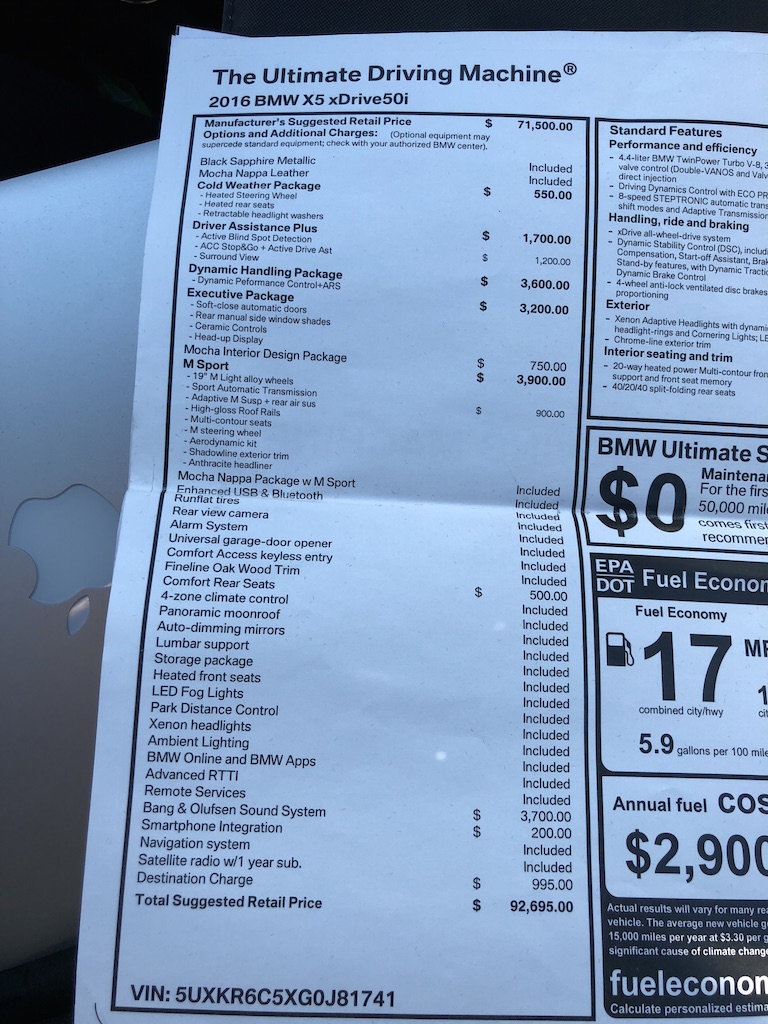 The Ultimate Driving Machine®
2016 BMW X5 xDrive50i
Manufacturer's Suggested Retail Price $ 71,500.00
Options and Additional Charges: (Optional equipment may
supercede standard equipment; check with your authorized BMW center).
Black Sapphire Metallic Included
Mocha Nappa Leather Included
Cold Weather Package $ 550.00
- Heated Steering Wheel
- Heated rear seats
- Retractable headlight washers
Driver Assistance Plus $ 1,700.00
- Active Blind Spot Detection
- ACC Stop&Go + Active Drive Ast $ 1,200.00
- Surround View
Dynamic Handling Package $ 3,600.00
- Dynamic Peformance Control+ARS
Executive Package $ 3,200.00
- Soft-close automatic doors
- Rear manual side window shades
- Ceramic Controls
- Head-up Display
Mocha Interior Design Package $ 750.00
M Sport $ 3,900.00
- 19" M Light alloy wheels
- Sport Automatic Transmission
- Adaptive M Susp + rear air sus $ 900.00
- High-gloss Roof Rails
- Multi-contour seats
- M steering wheel
- Aerodynamic kit
- Shadowline exterior trim
- Anthracite headliner
Mocha Nappa Package w M Sport Included
Enhanced USB & Bluetooth Included
Runflat tires Included
Rear view camera Included
Alarm System Included
Universal garage-door opener Included
Comfort Access keyless entry Included
Fineline Oak Wood Trim Included
Comfort Rear Seats $ 500.00
4-zone climate control Included
Panoramic moonroof Included
Auto-dimming mirrors Included
Lumbar support Included
Storage package Included
Heated front seats Included
LED Fog Lights Included
Park Distance Control Included
Xenon headlights Included
Ambient Lighting Included
BMW Online and BMW Apps Included
Advanced RTTI Included
Remote Services Included
Bang & Olufsen Sound System $ 3,700.00
Smartphone Integration $ 200.00
Navigation system Included
Satellite radio w/1 year sub. Included
Destination Charge $ 995.00
Total Suggested Retail Price $ 92,695.00
VIN: 5UXKR6C5XG0J81741
Standard Features
Performance and efficiency
- 4.4-liter BMW TwinPower Turbo V-8, 3
valve control (Double-VANOS and Valv
direct injection
- Driving Dynamics Control with ECO PR
- 8-speed STEPTRONIC automatic trans
shift modes and Adaptive Transmission
Handling, ride and braking
- xDrive all-wheel-drive system
- Dynamic Stability Control (DSC), includi
Compensation, Start-off Assistant, Brak
Stand-by features, with Dynamic Tracti
Dynamic Brake Control
- 4-wheel anti-lock ventilated disc brakes
proportioning
Exterior
- Xenon Adaptive Headlights with dynami
headlight-rings and Cornering Lights; LE
- Chrome-line exterior trim
Interior seating and trim
- 20-way heated power Multi-contour fron
support and front seat memory
- 40/20/40 split-folding rear seats
BMW Ultimate S
$0
Maintenan
For the firs
50,000 mil
comes first
recommer
EPA
DOT Fuel Econom
Fuel Economy
17 MP
combined city/hwy cit
5.9 gallons per 100 mile
Annual fuel COS
$2,900
Actual results will vary for many rea
vehicle. The average new vehicle g
15,000 miles per year at $3.30 per g
significant cause of climate change
fueleconom
Calculate personalized estima